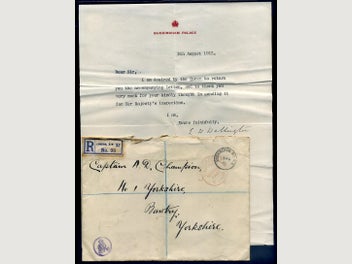 BUCKINGHAM PALACE
August
Dear Sir,
I am desired by the Queen to return
you the accompanying letter, and to thank you
very much for your kindly thought in sending it
for Her Majesty's inspection.
I am,
Yours faithfully,
R
No.
Captain A. Champion,
No 1 Yorkshire,
Yorkshire.